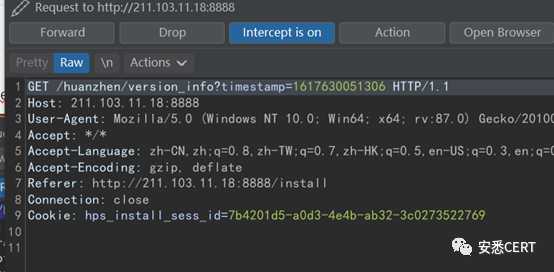 Request to http://211.103.11.18:8888
Forward Drop Intercept is on Action Open Browser
Pretty Raw \n Actions
1 GET /huanzhen/version_info?timestamp=1617630051306 HTTP/1.1
2 Host: 211.103.11.18:8888
3 User-Agent: Mozilla/5.0 (Windows NT 10.0; Win64; x64; rv:87.0) Gecko/20100
4 Accept: */*
5 Accept-Language: zh-CN,zh;q=0.8,zh-TW;q=0.7,zh-HK;q=0.5,en-US;q=0.3,en;q=0
6 Accept-Encoding: gzip, deflate
7 Referer: http://211.103.11.18:8888/install
8 Connection: close
9 Cookie: hps_install_sess_id=7b4201d5-a0d3-4e4b-ab32-3c0273522769
10
11
安悉CERT